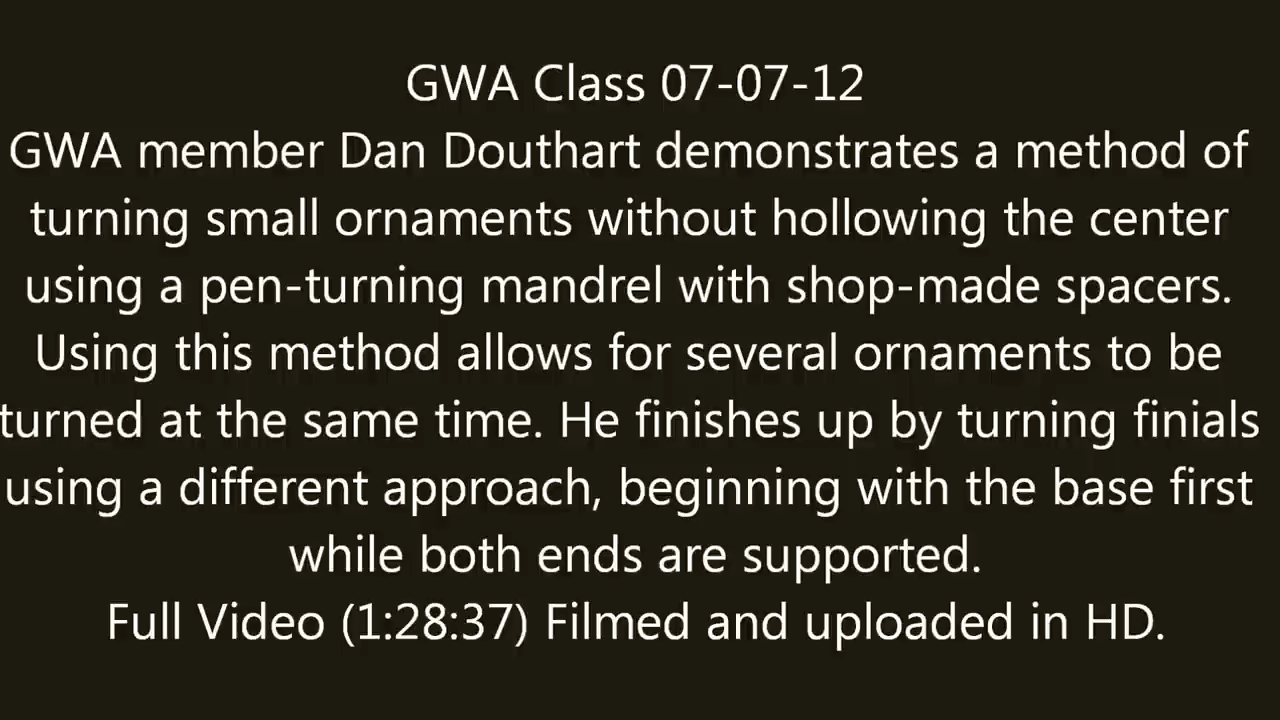 GWA Class 07-07-12
GWA member Dan Douthart demonstrates a method of
turning small ornaments without hollowing the center
using a pen-turning mandrel with shop-made spacers.
Using this method allows for several ornaments to be
turned at the same time. He finishes up by turning finials
using a different approach, beginning with the base first
while both ends are supported.
Full Video (1:28:37) Filmed and uploaded in HD.